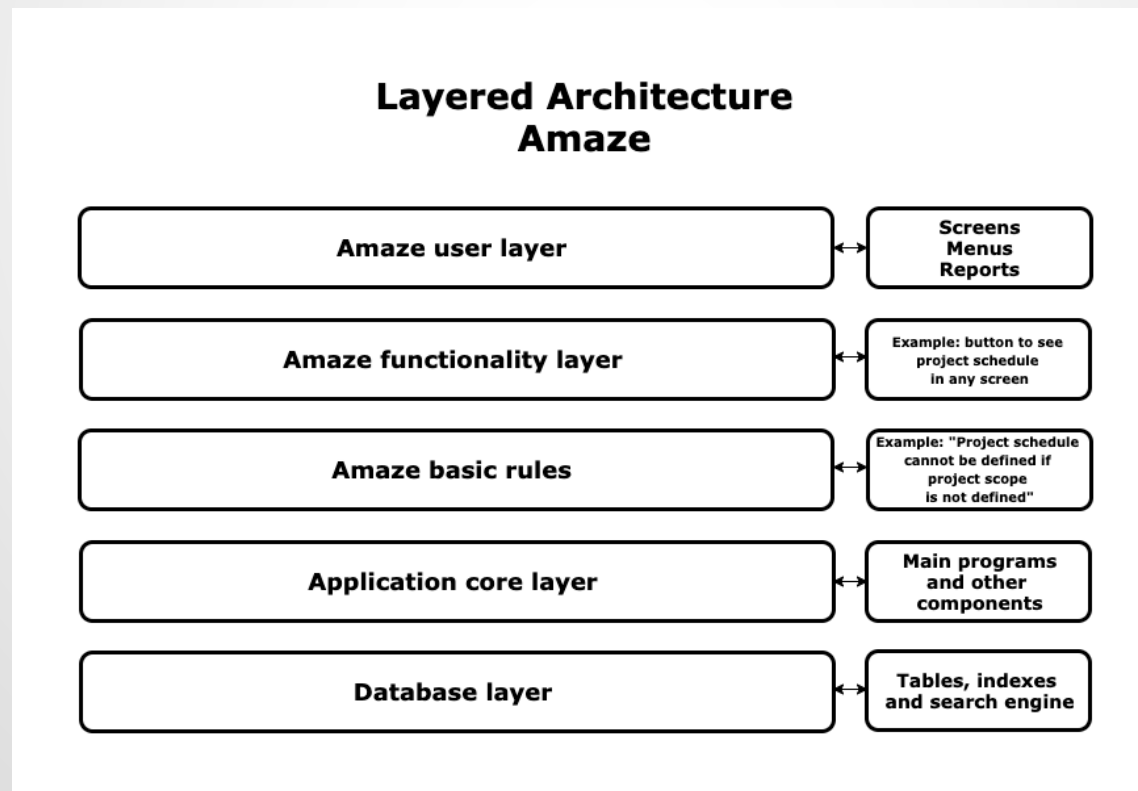 Layered Architecture
Amaze
Amaze user layer
Screens
Menus
Reports
Amaze functionality layer
Example: button to see
project schedule
in any screen
Amaze basic rules
Example: "Project schedule
cannot be defined if
project scope
is not defined"
Application core layer
Main programs
and other
components
Database layer
Tables, indexes
and search engine